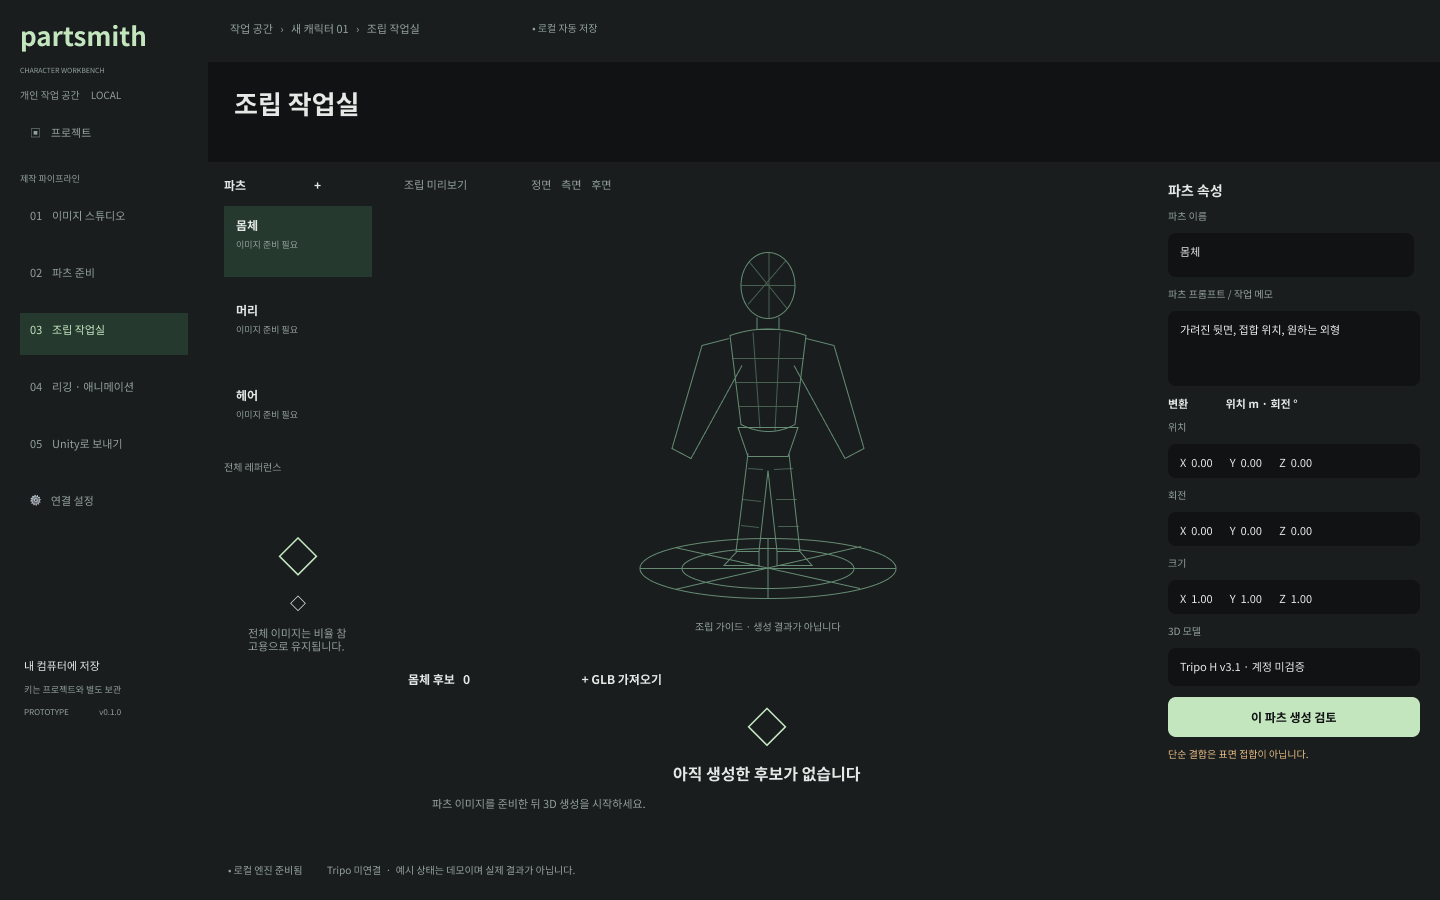 partsmith
CHARACTER WORKBENCH
개인 작업 공간 LOCAL
프로젝트
제작 파이프라인
01 이미지 스튜디오
02 파츠 준비
03 조립 작업실
04 리깅 · 애니메이션
05 Unity로 보내기
연결 설정
내 컴퓨터에 저장
키는 프로젝트와 별도 보관
PROTOTYPE v0.1.0
작업 공간 › 새 캐릭터 01 › 조립 작업실
• 로컬 자동 저장
조립 작업실
파츠 +
몸체
이미지 준비 필요
머리
이미지 준비 필요
헤어
이미지 준비 필요
전체 레퍼런스
전체 이미지는 비율 참
고용으로 유지됩니다.
조립 미리보기
정면 측면 후면
조립 가이드 · 생성 결과가 아닙니다
몸체 후보 0
+ GLB 가져오기
아직 생성한 후보가 없습니다
파츠 이미지를 준비한 뒤 3D 생성을 시작하세요.
파츠 속성
파츠 이름
몸체
파츠 프롬프트 / 작업 메모
가려진 뒷면, 접합 위치, 원하는 외형
변환 위치 m · 회전 °
위치
X 0.00 Y 0.00 Z 0.00
회전
X 0.00 Y 0.00 Z 0.00
크기
X 1.00 Y 1.00 Z 1.00
3D 모델
Tripo H v3.1 · 계정 미검증
이 파츠 생성 검토
단순 결합은 표면 접합이 아닙니다.
• 로컬 엔진 준비됨 Tripo 미연결 · 예시 상태는 데모이며 실제 결과가 아닙니다.